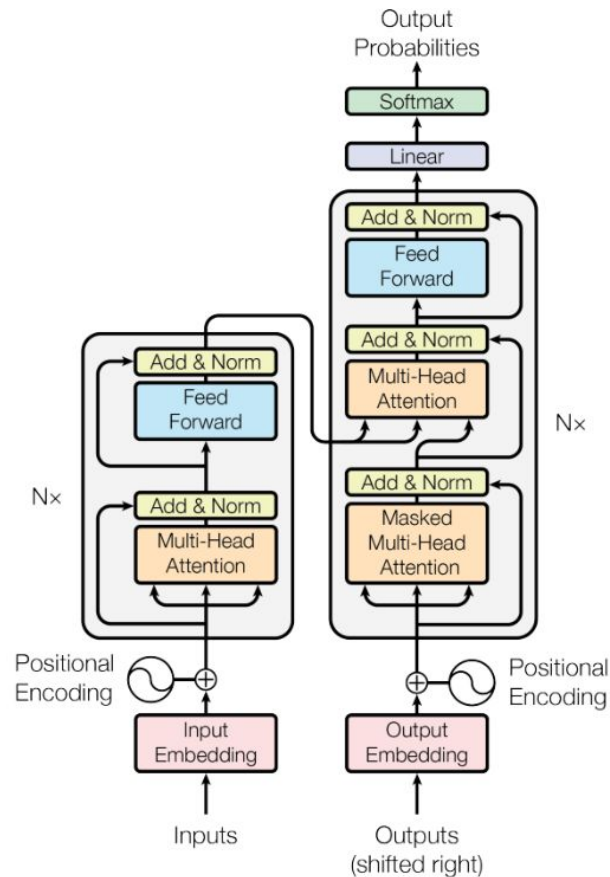 Output
Probabilities
Softmax
Linear
Add & Norm
Feed
Forward
Add & Norm
Multi-Head
Attention
Add & Norm
Masked
Multi-Head
Attention
N×
Add & Norm
Feed
Forward
N×
Add & Norm
Multi-Head
Attention
Positional
Encoding
Positional
Encoding
Input
Embedding
Output
Embedding
Inputs
Outputs
(shifted right)